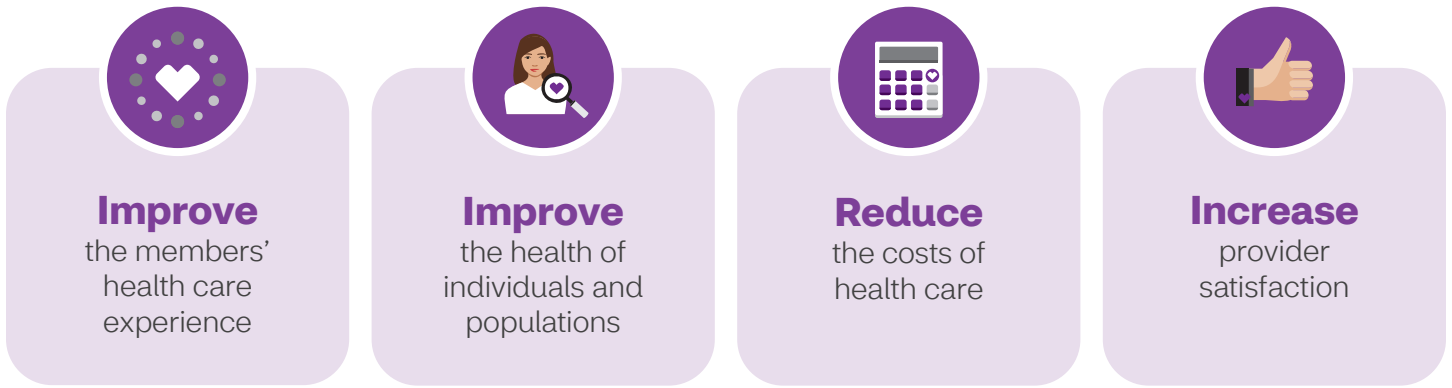 Improve
the members’
health care
experience
Improve
the health of
individuals and
populations
Reduce
the costs of
health care
Increase
provider
satisfaction